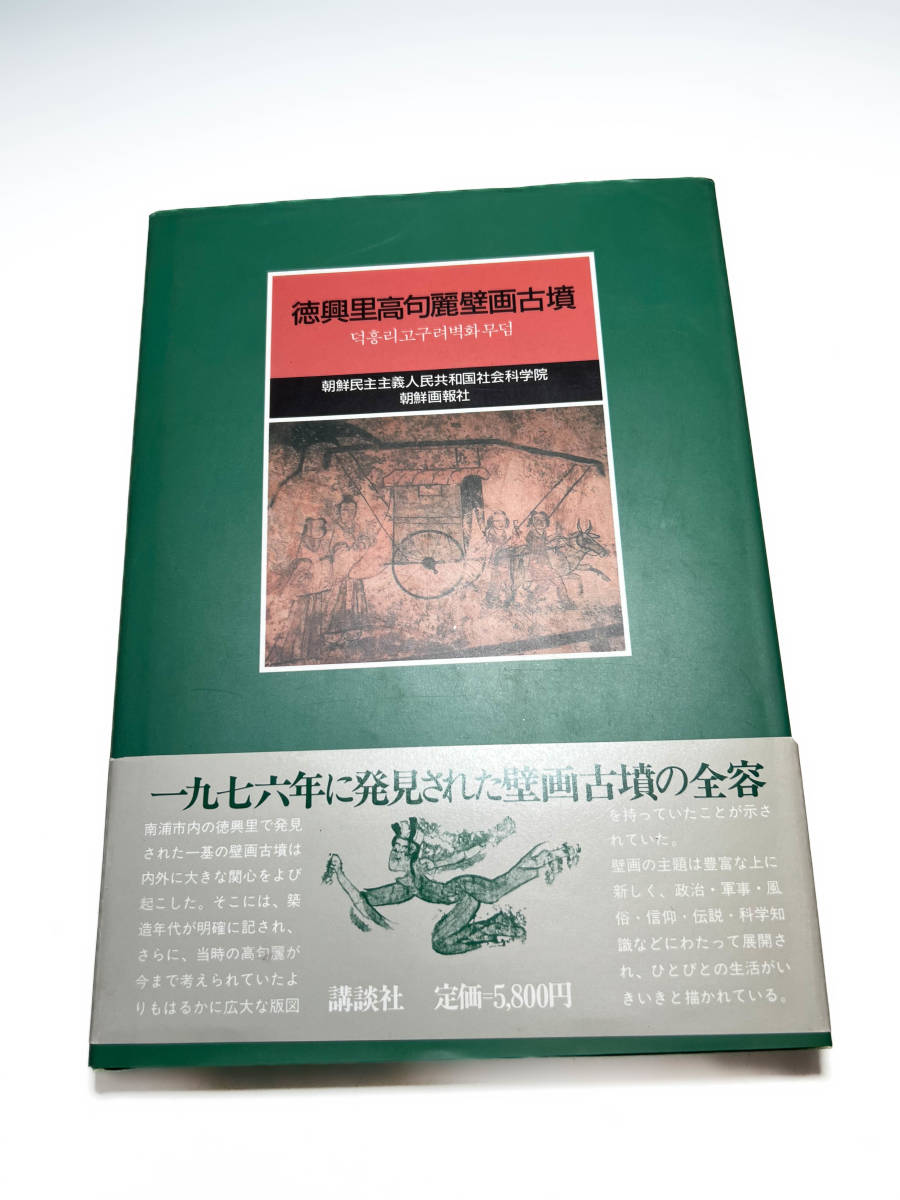 徳興里高句麗壁画古墳
덕흥리고구려벽화무덤
朝鮮民主主義人民共和国社会科学院
朝鮮画報社
一九七六年に発見された壁画古墳の全容
南浦市内の徳興里で発見
された一基の壁画古墳は
内外に大きな関心をよび
起こした。そこには、築
造年代が明確に記され、
さらに、当時の高句麗が
今まで考えられていたよ
りもはるかに広大な版図
を持っていたことが示さ
れていた。
壁画の主題は豊富な上に
新しく、政治・軍事・風
俗・信仰・伝説・科学知
識などにわたって展開さ
れ、ひとびとの生活がい
きいきと描かれている。
講談社 定価=5,800円